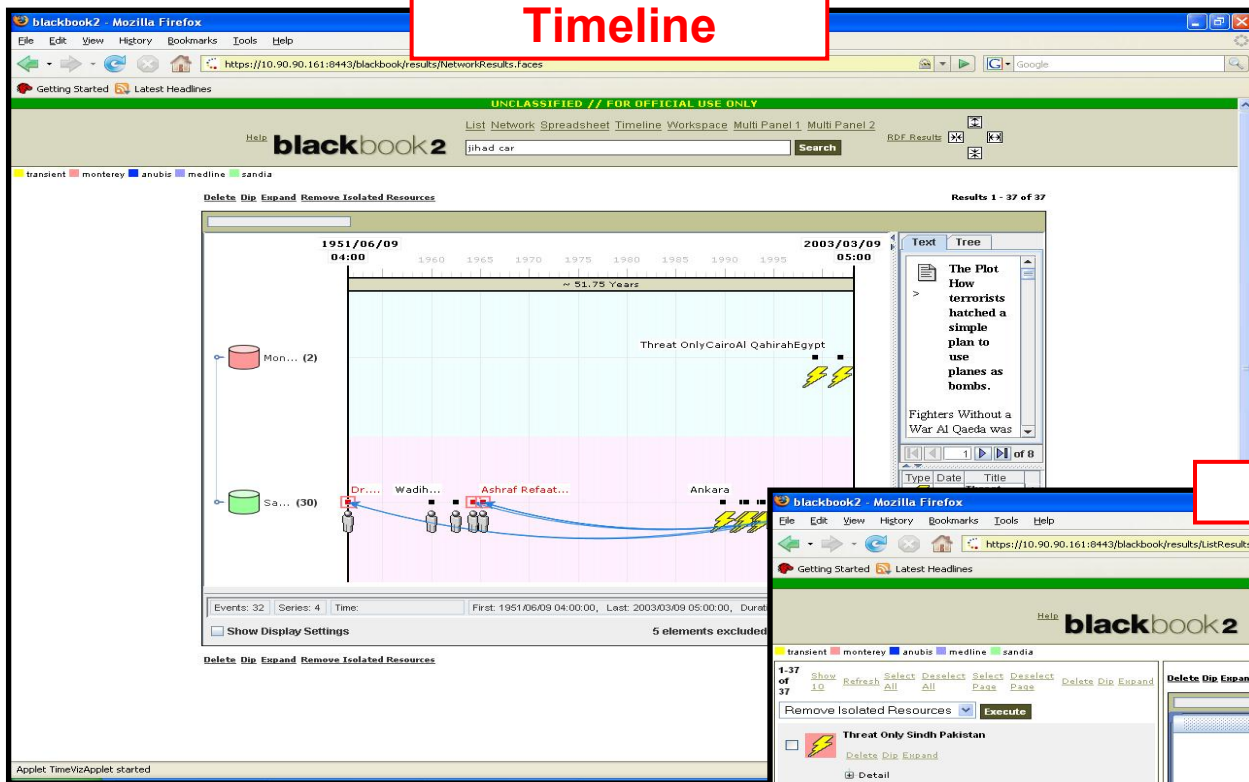 Timeline
blackbook2 - Mozilla Firefox
File Edit View History Bookmarks Tools Help
https://10.90.90.161:8443/blackbook/results/NetworkResults.faces
Google
Getting Started Latest Headlines
UNCLASSIFIED // FOR OFFICIAL USE ONLY
List Network Spreadsheet Timeline Workspace Multi Panel 1 Multi Panel 2
Help blackbook2
jihad car Search
RDF Results
transient monterey anubis medline sandia
Delete Dip Expand Remove Isolated Resources
Results 1 - 37 of 37
1951/06/09 04:00
2003/03/09 05:00
1960 1965 1970 1975 1980 1985 1990 1995
~ 51.75 Years
Threat OnlyCairoAl QahirahEgypt
Mon... (2)
Dr.... Wadih... Ashraf Refaat... Ankara
Sa... (30)
Text Tree
The Plot
How
>
terrorists
hatched a
simple
plan to
use
planes as
bombs.
Fighters Without a
War Al Qaeda was
1 of 8
Type Date Title
Events: 32 Series: 4 Time: First: 1951/06/09 04:00:00, Last: 2003/03/09 05:00:00, Durati
Show Display Settings
5 elements excluded
Delete Dip Expand Remove Isolated Resources
Applet TimeVizApplet started
blackbook2 - Mozilla Firefox
File Edit View History Bookmarks Tools Help
https://10.90.90.161:8443/blackbook/results/ListResults
Getting Started Latest Headlines
Help blackbook2
transient monterey anubis medline sandia
1-37 of 37 Show 10 Refresh Select All Deselect All Select Page Deselect Page Delete Dip Expand
Delete Dip Expan
Remove Isolated Resources Execute
Threat Only Sindh Pakistan
Delete Dip Expand
Detail